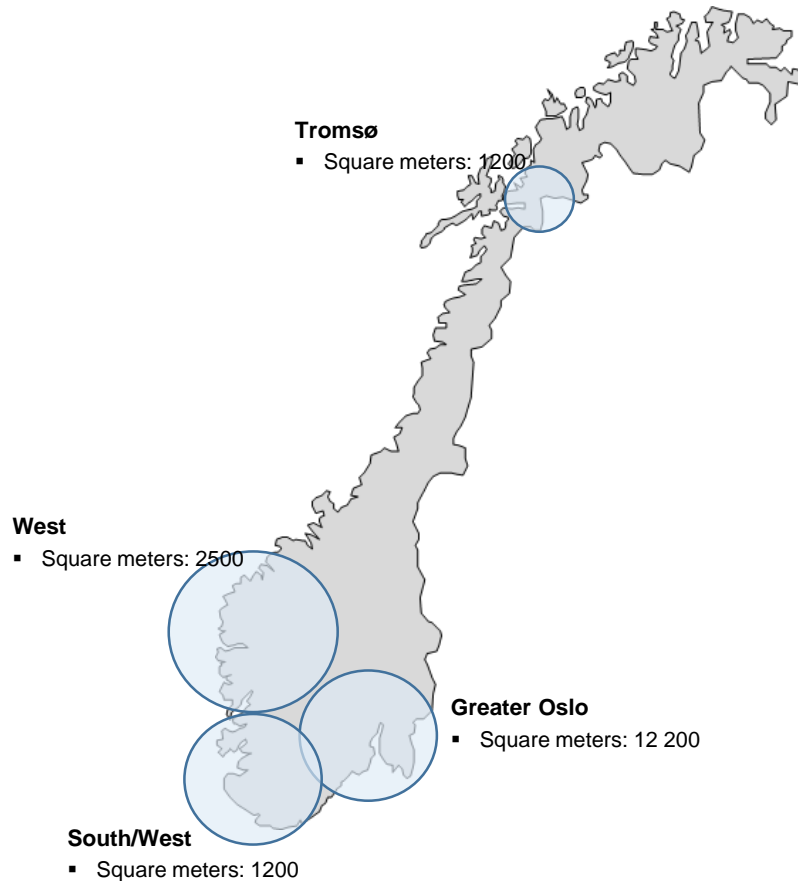 Tromsø
▪ Square meters: 1200
West
▪ Square meters: 2500
Greater Oslo
▪ Square meters: 12 200
South/West
▪ Square meters: 1200